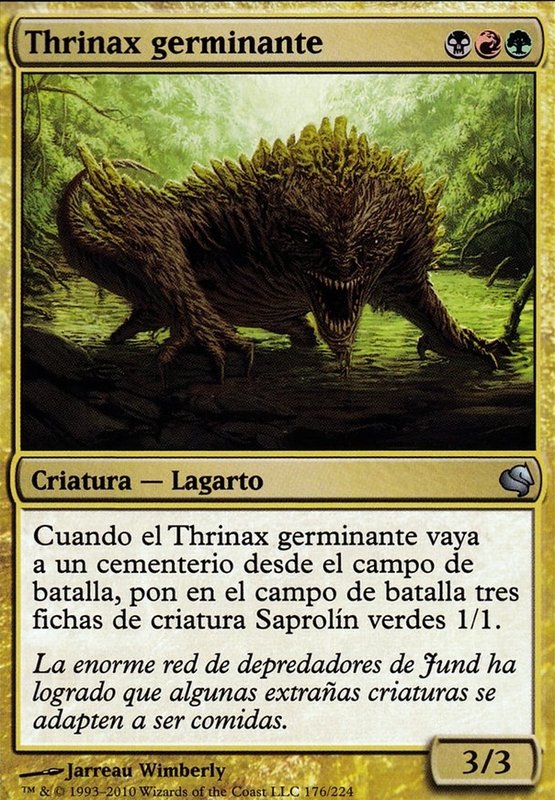 Thrinax germinante
Criatura — Lagarto
Cuando el Thrinax germinante vaya
a un cementerio desde el campo de
batalla, pon en el campo de batalla tres
fichas de criatura Saprolín verdes 1/1.
La enorme red de depredadores de Jund ha
logrado que algunas extrañas criaturas se
adapten a ser comidas.
3/3
Jarreau Wimberly
™ & © 1993–2010 Wizards of the Coast LLC 176/224